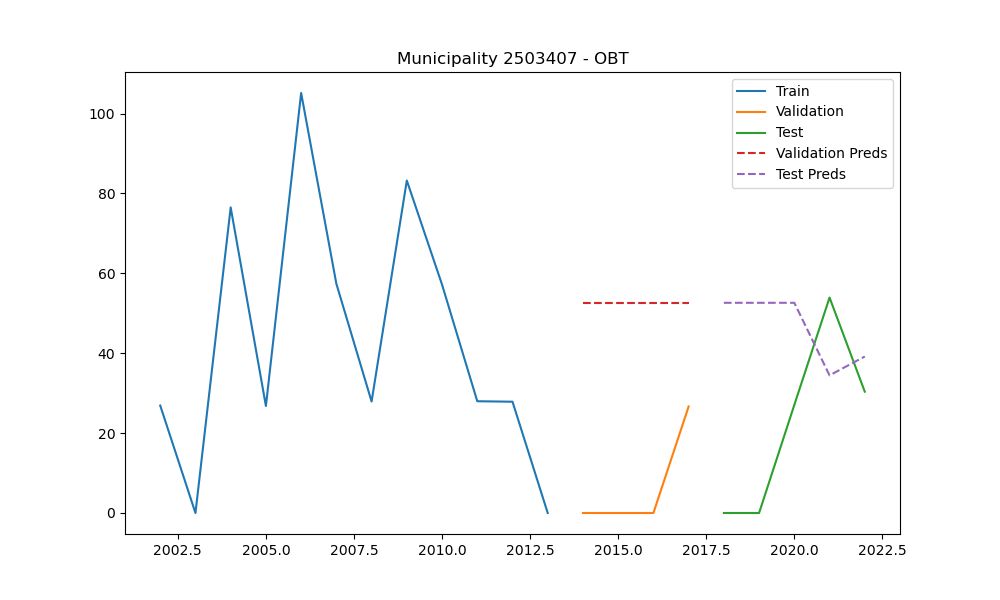 Municipality 2503407 - OBT
Train
Validation
Test
Validation Preds
Test Preds
100
80
60
40
20
0
2002.5 2005.0 2007.5 2010.0 2012.5 2015.0 2017.5 2020.0 2022.5